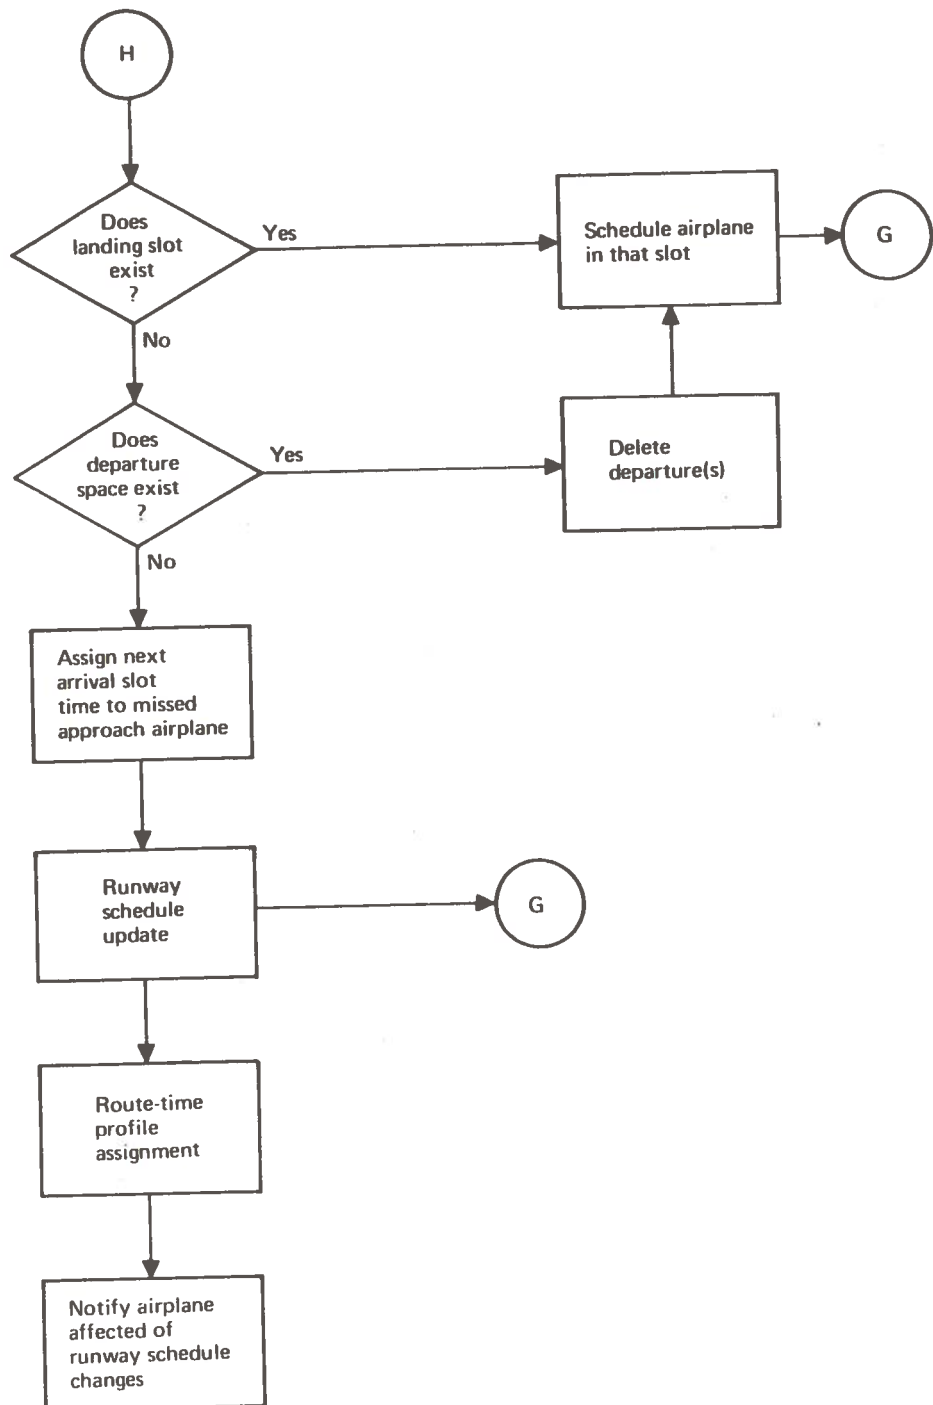 H
Does
landing slot
exist
?
Yes
Schedule airplane
in that slot
G
No
Does
departure
space exist
?
Yes
Delete
departure(s)
No
Assign next
arrival slot
time to missed
approach airplane
Runway
schedule
update
G
Route-time
profile
assignment
Notify airplane
affected of
runway schedule
changes